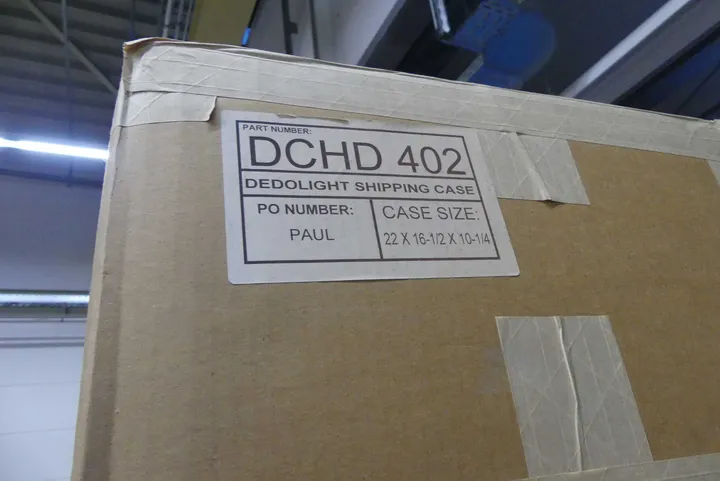 PART NUMBER:
DCHD 402
DEDOLIGHT SHIPPING CASE
PO NUMBER:
PAUL
CASE SIZE:
22 X 16-1/2 X 10-1/4